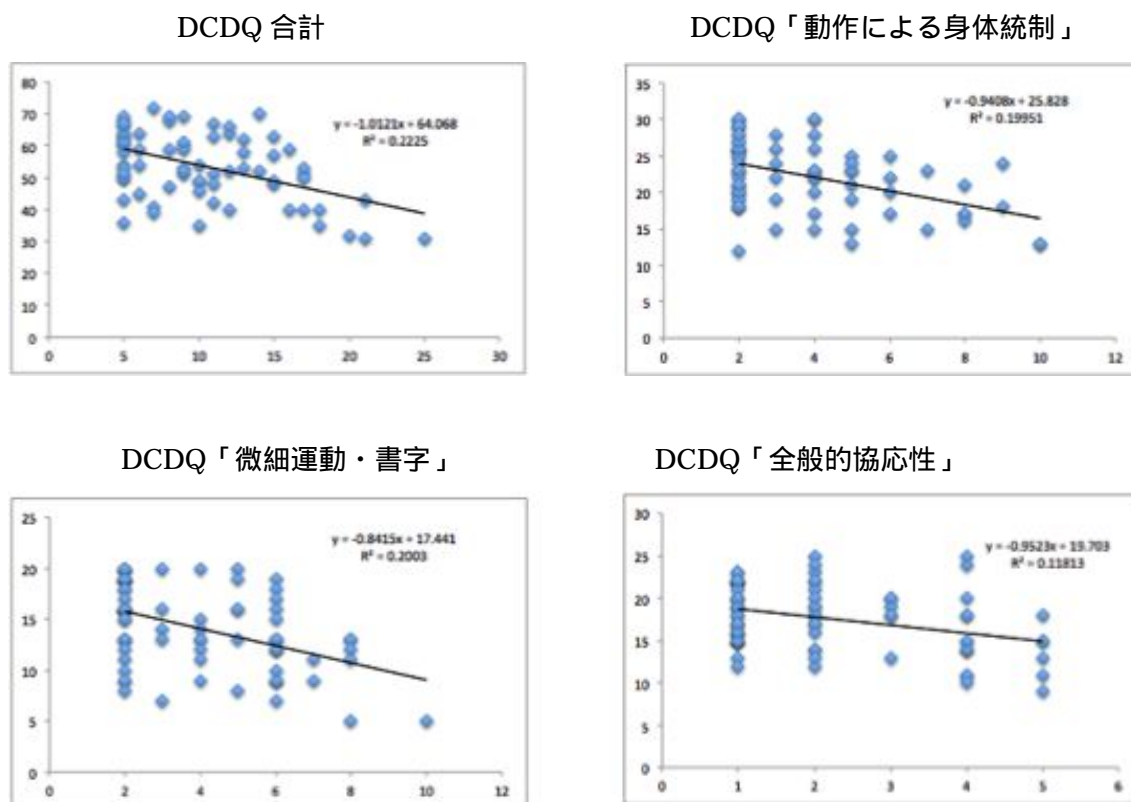 DCDQ 合計
DCDQ「動作による身体統制」
80
70
60
50
40
30
20
10
0
0 5 10 15 20 25 30
y = -1.0121x + 64.068
R² = 0.2225
35
30
25
20
15
10
5
0
0 2 4 6 8 10 12
y = -0.9408x + 25.828
R² = 0.19951
DCDQ「微細運動・書字」
DCDQ「全般的協応性」
25
20
15
10
5
0
0 2 4 6 8 10 12
y = -0.8415x + 17.441
R² = 0.2003
30
25
20
15
10
5
0
0 1 2 3 4 5 6
y = -0.9523x + 19.703
R² = 0.11813